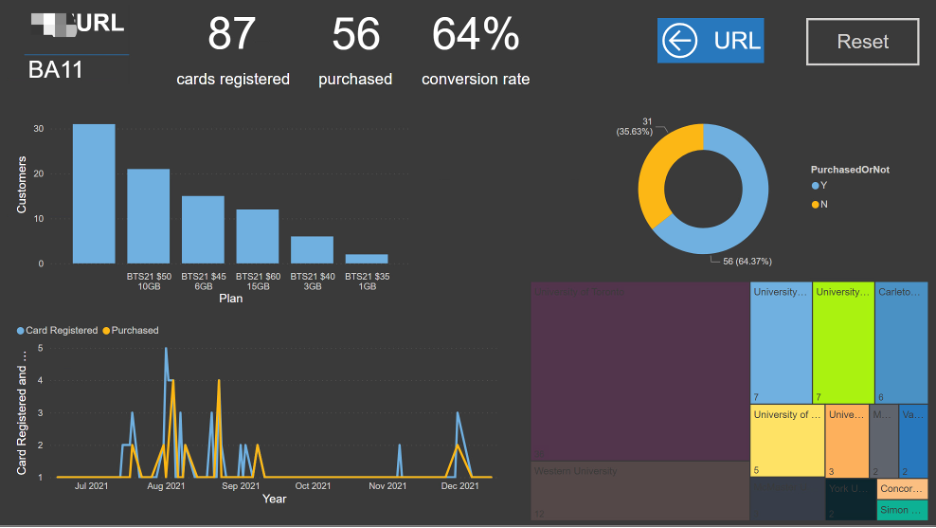 URL
BA11
87
cards registered
56
purchased
64%
conversion rate
URL
Reset
Customers
30
20
10
0
BTS21 $50
10GB
BTS21 $45
6GB
BTS21 $60
15GB
BTS21 $40
3GB
BTS21 $35
1GB
Plan
31
(35.63%)
56 (64.37%)
PurchasedOrNot
Y
N
Card Registered
Purchased
Card Registered and ...
5
4
3
2
1
Jul 2021
Aug 2021
Sep 2021
Oct 2021
Nov 2021
Dec 2021
Year
Western University
12
University...
7
University...
7
Carleto...
6
University of ...
5
Unive...
3
M...
2
Va...
2
York U...
2
Concor...
Simon ...